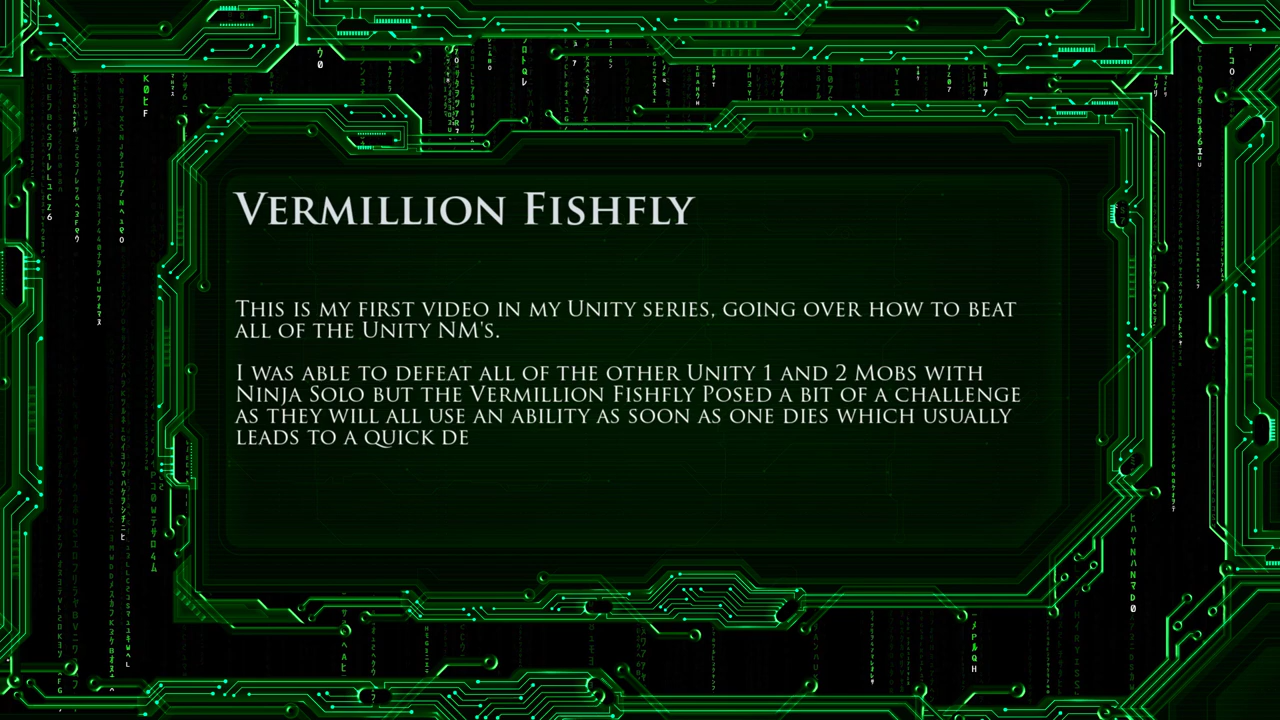 Vermillion Fishfly
This is my first video in my Unity series, going over how to beat
all of the Unity NM's.
I was able to defeat all of the other Unity 1 and 2 Mobs with
Ninja Solo but the Vermillion Fishfly Posed a bit of a challenge
as they will all use an ability as soon as one dies which usually
leads to a quick de